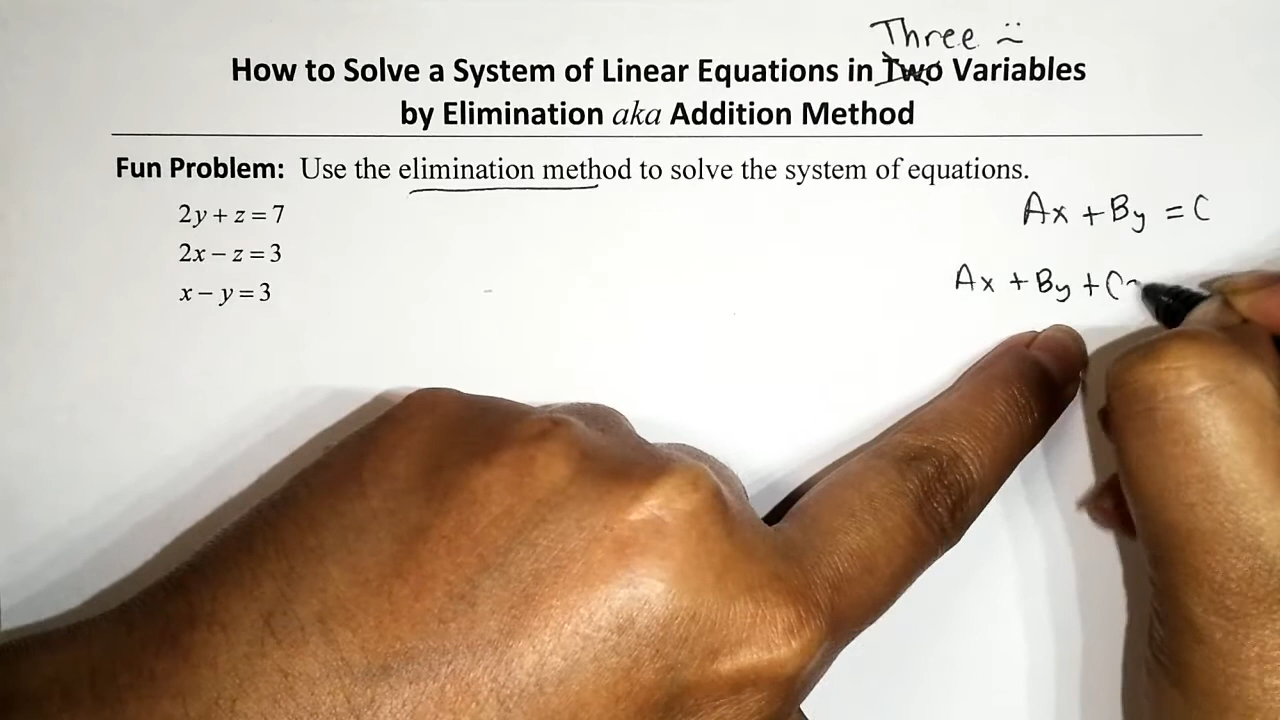 Three
How to Solve a System of Linear Equations in Two Variables
by Elimination aka Addition Method
Fun Problem: Use the elimination method to solve the system of equations.
2y + z = 7
2x − z = 3
x − y = 3
Ax + By = C
Ax + By + C